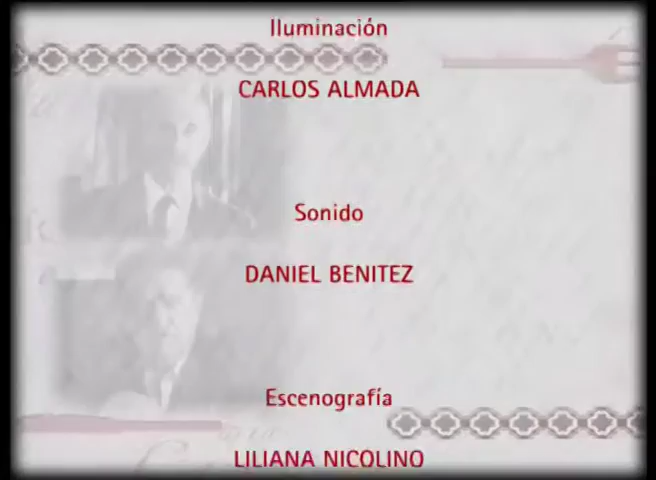 Iluminación
CARLOS ALMADA
Sonido
DANIEL BENITEZ
Escenografía
LILIANA NICOLINO